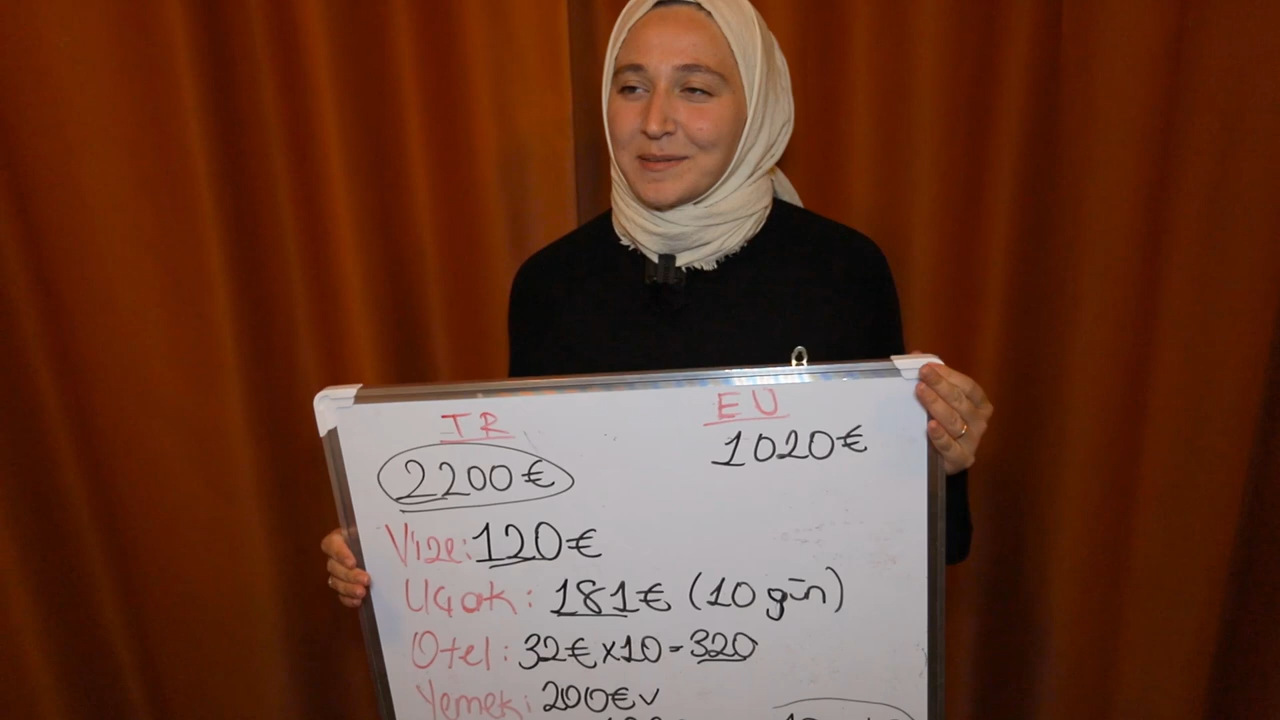 TR EU
2200€ 1020€
Vize: 120€
Uçak: 181€ (10 gün)
Otel: 32€x10=320
Yemek: 200€